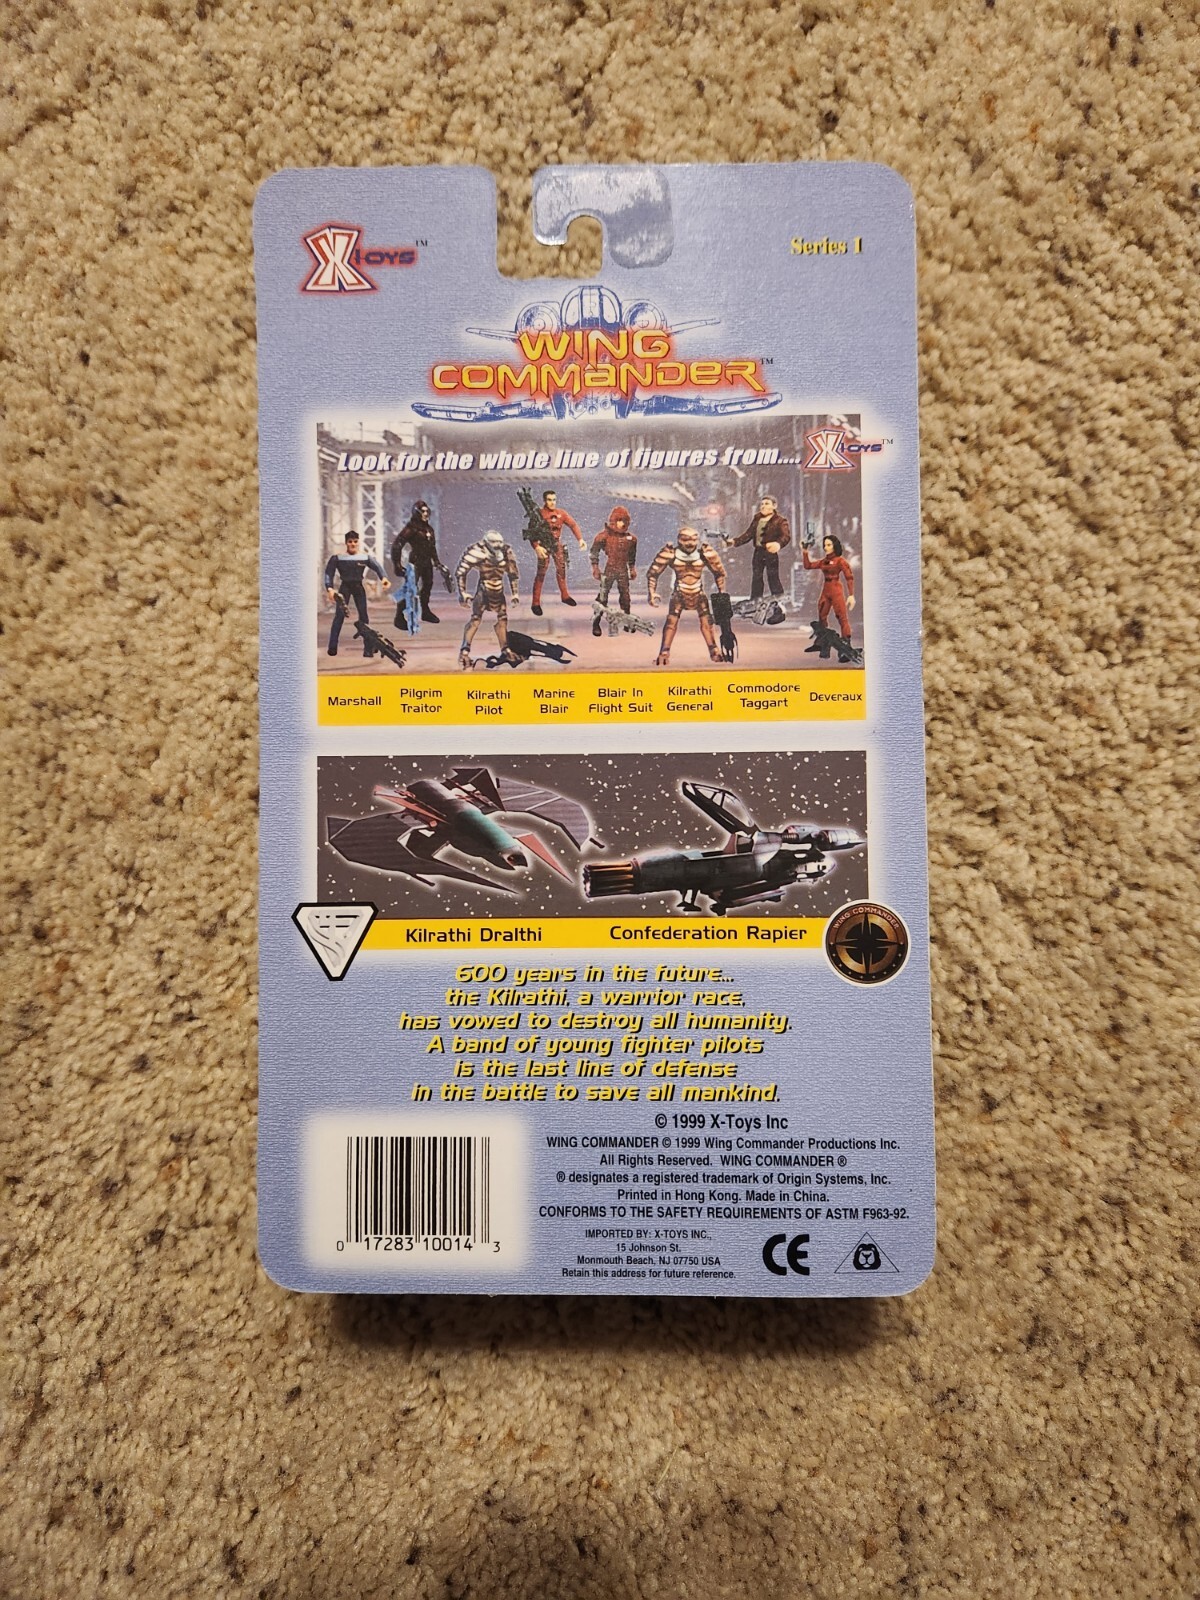 X TOYS™
Series 1
WING
COMMANDER™
Look for the whole line of figures from.... X TOYS™
Marshall
Pilgrim
Traitor
Kilrathi
Pilot
Marine
Blair
Blair In
Flight Suit
Kilrathi
General
Commodore
Taggart
Deveraux
Kilrathi Dralthi
Confederation Rapier
WING COMMANDER
600 years in the future...
the Kilrathi, a warrior race,
has vowed to destroy all humanity.
A band of young fighter pilots
is the last line of defense
in the battle to save all mankind.
© 1999 X-Toys Inc
WING COMMANDER © 1999 Wing Commander Productions Inc.
All Rights Reserved. WING COMMANDER ®
® designates a registered trademark of Origin Systems, Inc.
Printed in Hong Kong. Made in China.
CONFORMS TO THE SAFETY REQUIREMENTS OF ASTM F963-92.
IMPORTED BY: X-TOYS INC.,
15 Johnson St.
Monmouth Beach, NJ 07750 USA
Retain this address for future reference.
CE
0 17283 10014 3